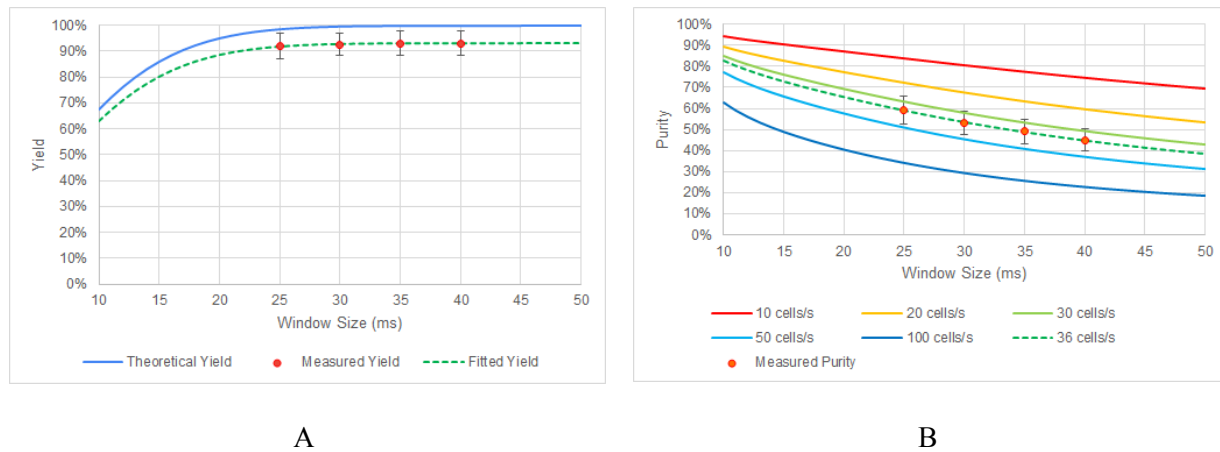 100%
90%
80%
70%
60%
50%
40%
30%
20%
10%
0%
Yield
10 15 20 25 30 35 40 45 50
Window Size (ms)
Theoretical Yield Measured Yield Fitted Yield
A
100%
90%
80%
70%
60%
50%
40%
30%
20%
10%
0%
Purity
10 15 20 25 30 35 40 45 50
Window Size (ms)
10 cells/s 20 cells/s 30 cells/s
50 cells/s 100 cells/s 36 cells/s
Measured Purity
B